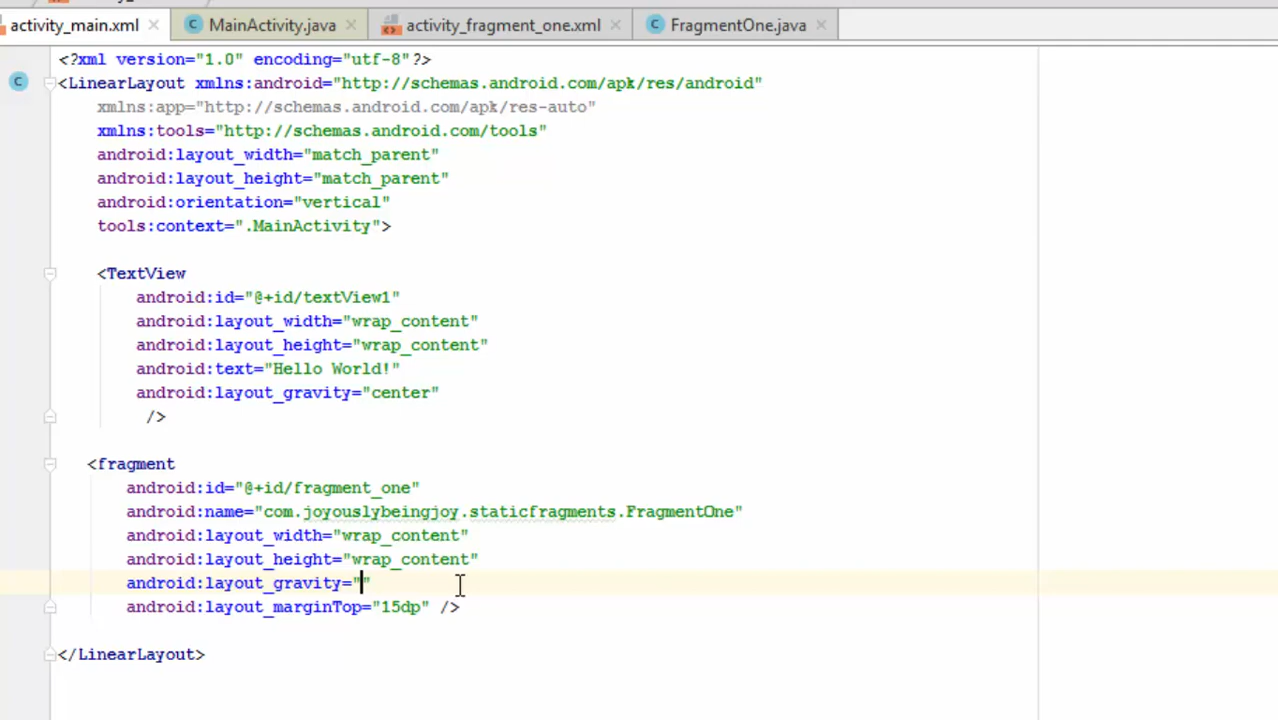 activity_main.xml MainActivity.java activity_fragment_one.xml FragmentOne.java
<?xml version="1.0" encoding="utf-8"?>
<LinearLayout xmlns:android="http://schemas.android.com/apk/res/android"
xmlns:app="http://schemas.android.com/apk/res-auto"
xmlns:tools="http://schemas.android.com/tools"
android:layout_width="match_parent"
android:layout_height="match_parent"
android:orientation="vertical"
tools:context=".MainActivity">
<TextView
android:id="@+id/textView1"
android:layout_width="wrap_content"
android:layout_height="wrap_content"
android:text="Hello World!"
android:layout_gravity="center"
/>
<fragment
android:id="@+id/fragment_one"
android:name="com.joyouslybeingjoy.staticfragments.FragmentOne"
android:layout_width="wrap_content"
android:layout_height="wrap_content"
android:layout_gravity=""
android:layout_marginTop="15dp" />
</LinearLayout>